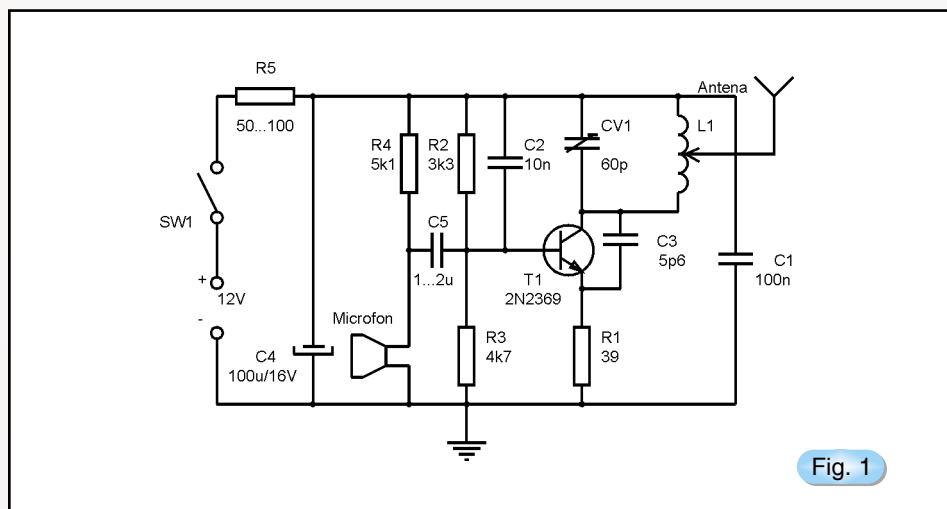 R5
50...100
SW1
+
12V
-
C4
100u/16V
R4
5k1
Microfon
C5
1...2u
R2
3k3
R3
4k7
C2
10n
T1
2N2369
CV1
60p
C3
5p6
R1
39
Antena
L1
C1
100n
Fig. 1